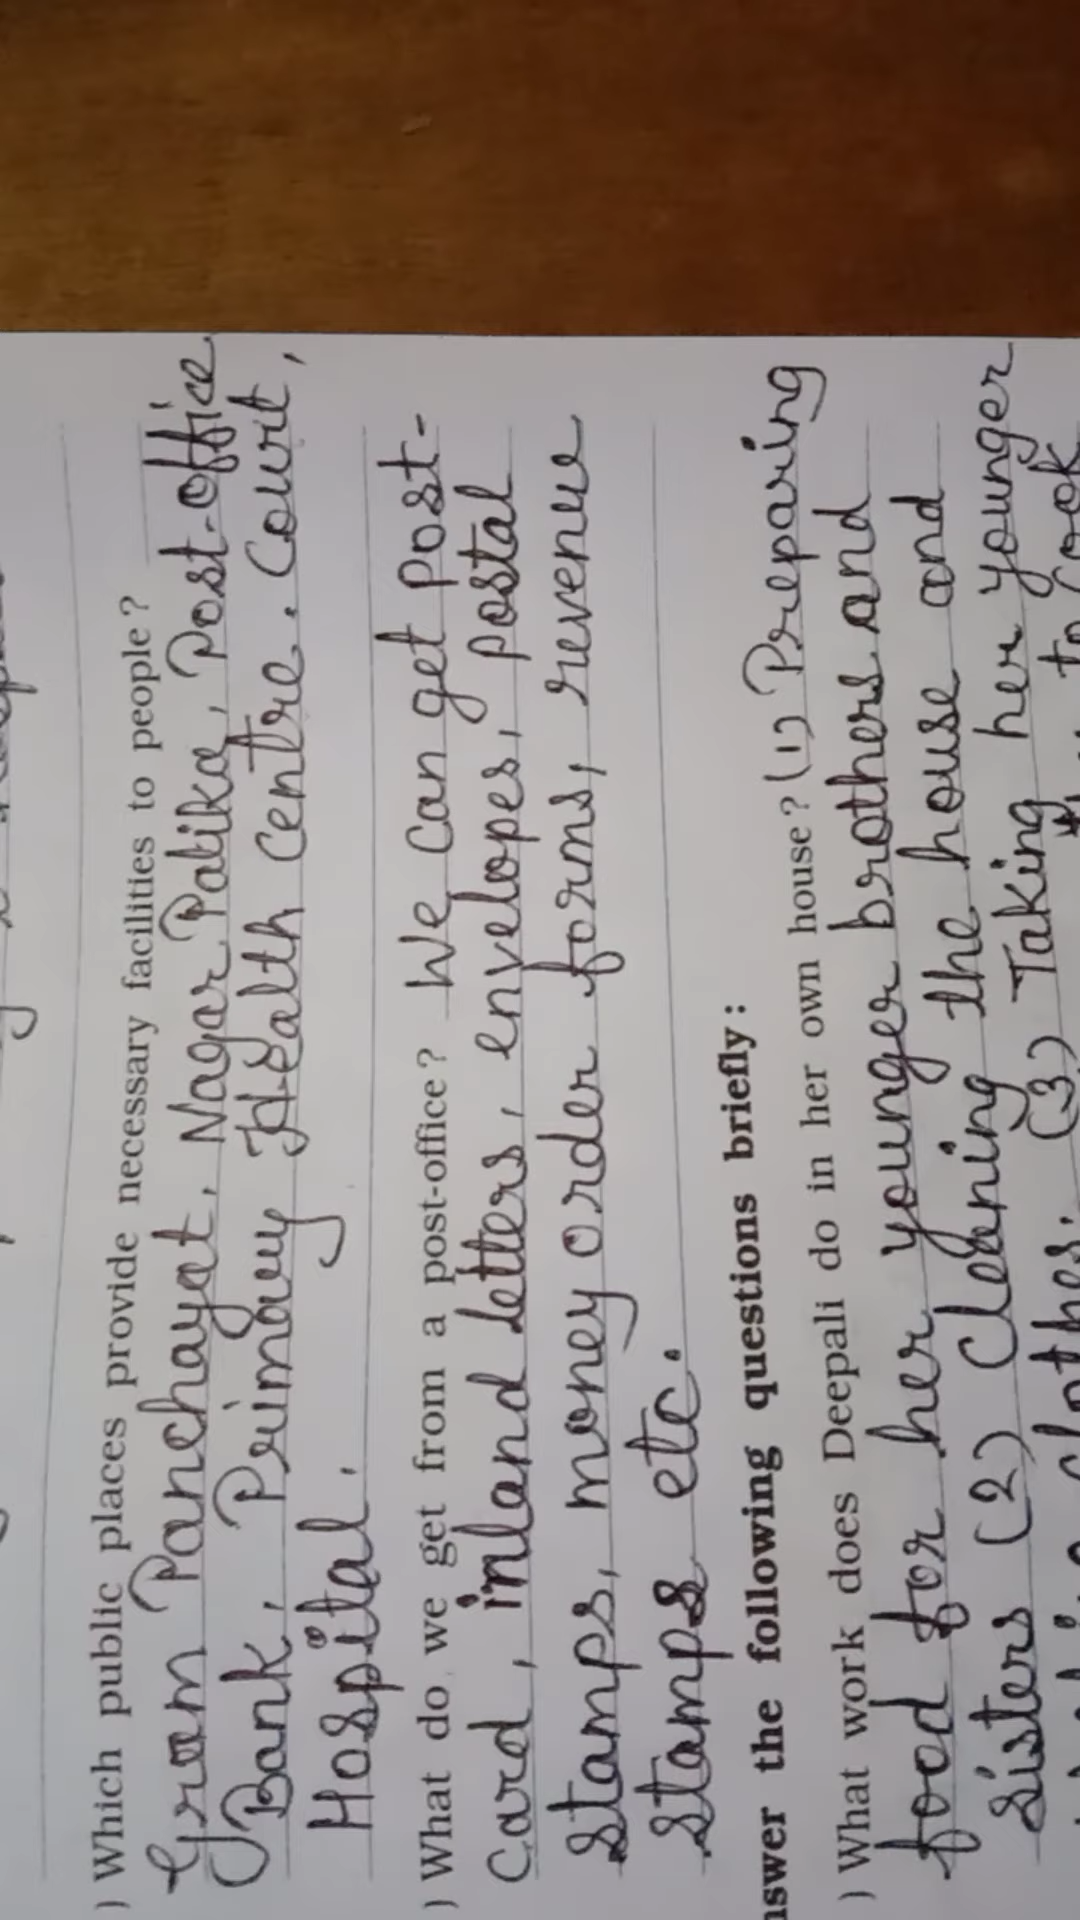 ) Which public places provide necessary facilities to people?
Gram Panchayat, Nagar Palika, Post-office
Bank, Primary Health centre. Court,
Hospital.
) What do we get from a post-office? We can get post-
card, inland letters, envelopes, postal
stamps, money order forms, revenue
stamps etc.
nswer the following questions briefly:
) What work does Deepali do in her own house? (1) Preparing
food for her younger brothers and
sisters (2) Cleaning the house and
clothes. (3) Taking her younger
to